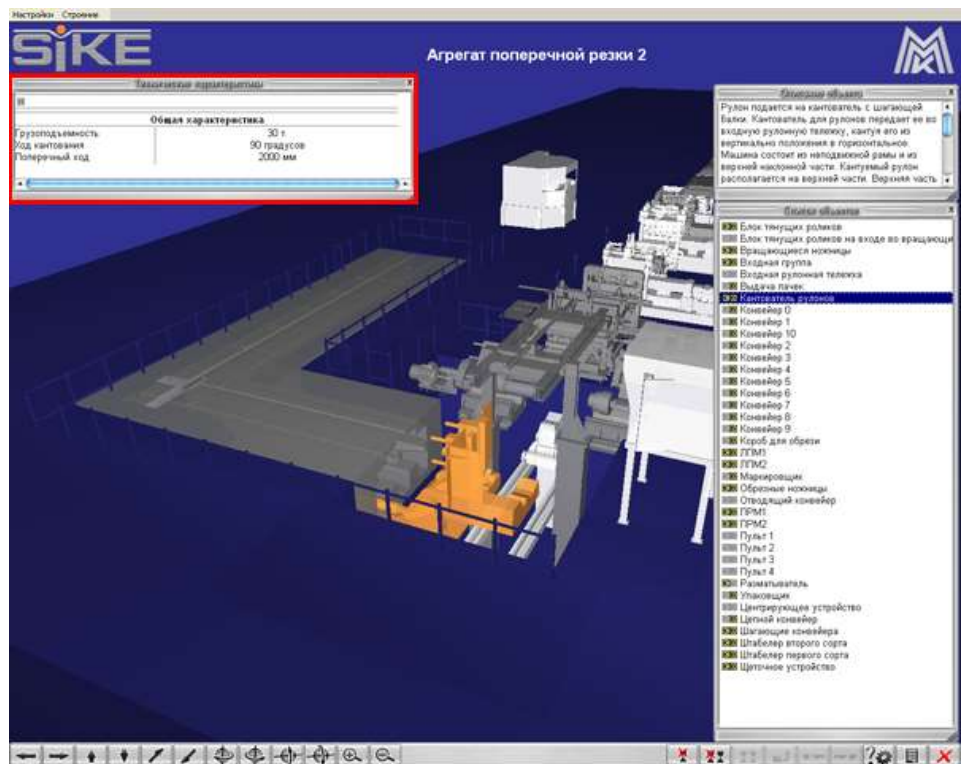 Настройки Строение
SIKE
Агрегат поперечной резки 2
Технические характеристики
Общая характеристика
Грузоподъемность 30 т.
Ход кантования 90 градусов
Поперечный ход 2000 мм
Описание объекта
Рулон подается на кантователь с шагающей
балки. Кантователь для рулонов передает ее во
входную рулонную тележку, кантуя его из
вертикально положения в горизонтальное.
Машина состоит из неподвижной рамы и из
верхней наклонной части. Кантуемый рулон
располагается на верхней части. Верхняя часть
Список объектов
Блок тянущих роликов
Блок тянущих роликов на входе во вращающи
Вращающиеся ножницы
Входная группа
Входная рулонная тележка
Выдача пачек
Кантователь рулонов
Конвейер 0
Конвейер 1
Конвейер 10
Конвейер 2
Конвейер 3
Конвейер 4
Конвейер 5
Конвейер 6
Конвейер 7
Конвейер 8
Конвейер 9
Короб для обрези
ЛПМ1
ЛПМ2
Маркировщик
Обрезные ножницы
Отводящий конвейер
ПРМ1
ПРМ2
Пульт 1
Пульт 2
Пульт 3
Пульт 4
Разматыватель
Упаковщик
Центрирующее устройство
Цепной конвейер
Шагающие конвейера
Штабелер второго сорта
Штабелер первого сорта
Щеточное устройство